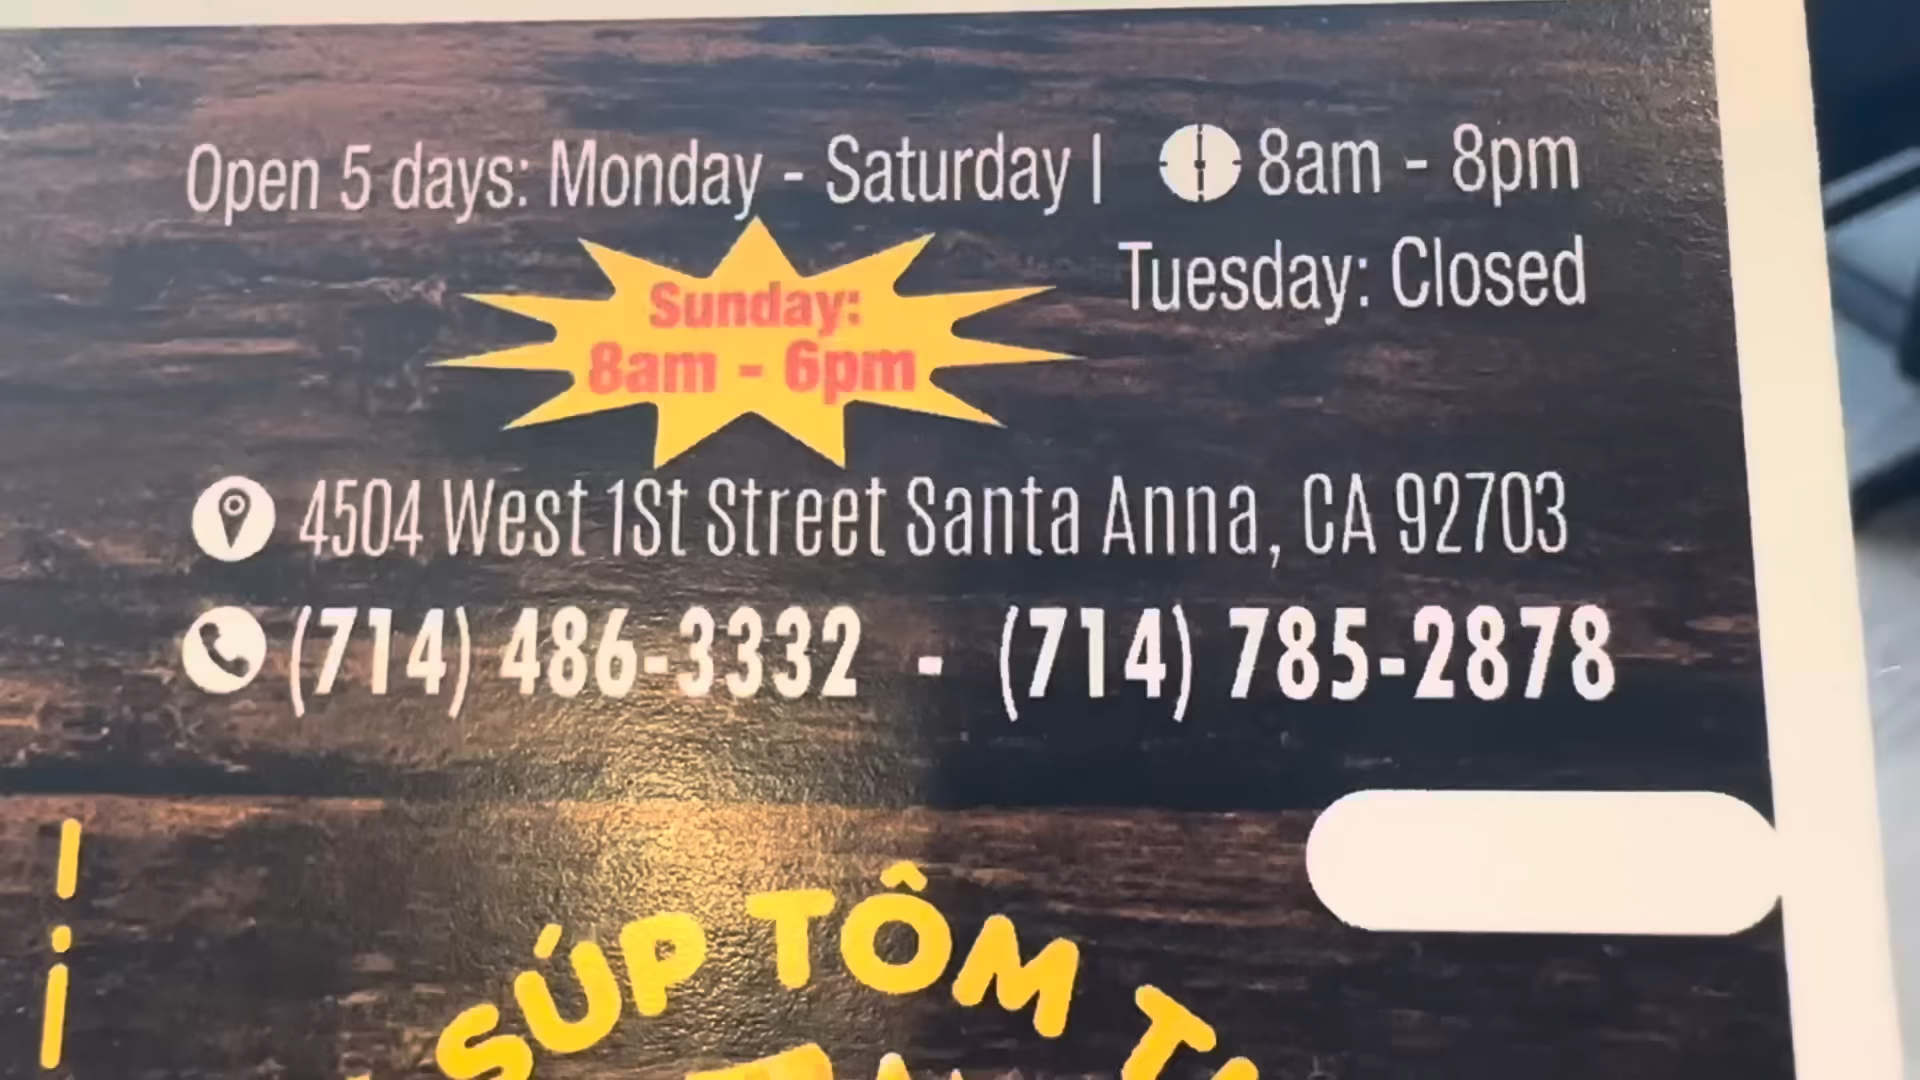 Open 5 days: Monday - Saturday | 8am - 8pm
Tuesday: Closed
Sunday:
8am - 6pm
4504 West 1St Street Santa Anna, CA 92703
(714) 486-3332 - (714) 785-2878
SÚP TÔM